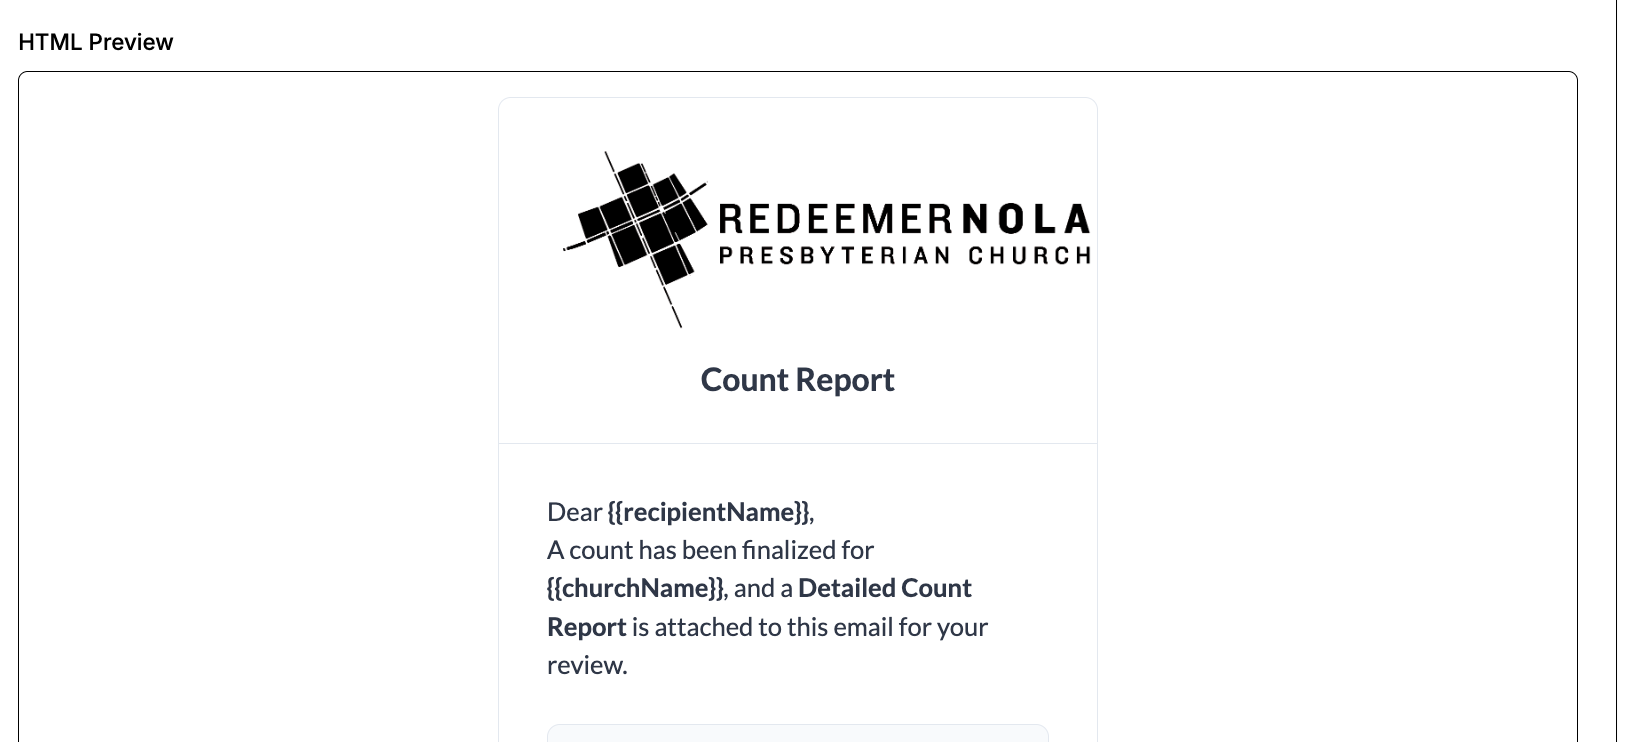 HTML Preview
REDEEMERNOLA
PRESBYTERIAN CHURCH
Count Report
Dear {{recipientName}},
A count has been finalized for
{{churchName}}, and a Detailed Count
Report is attached to this email for your
review.